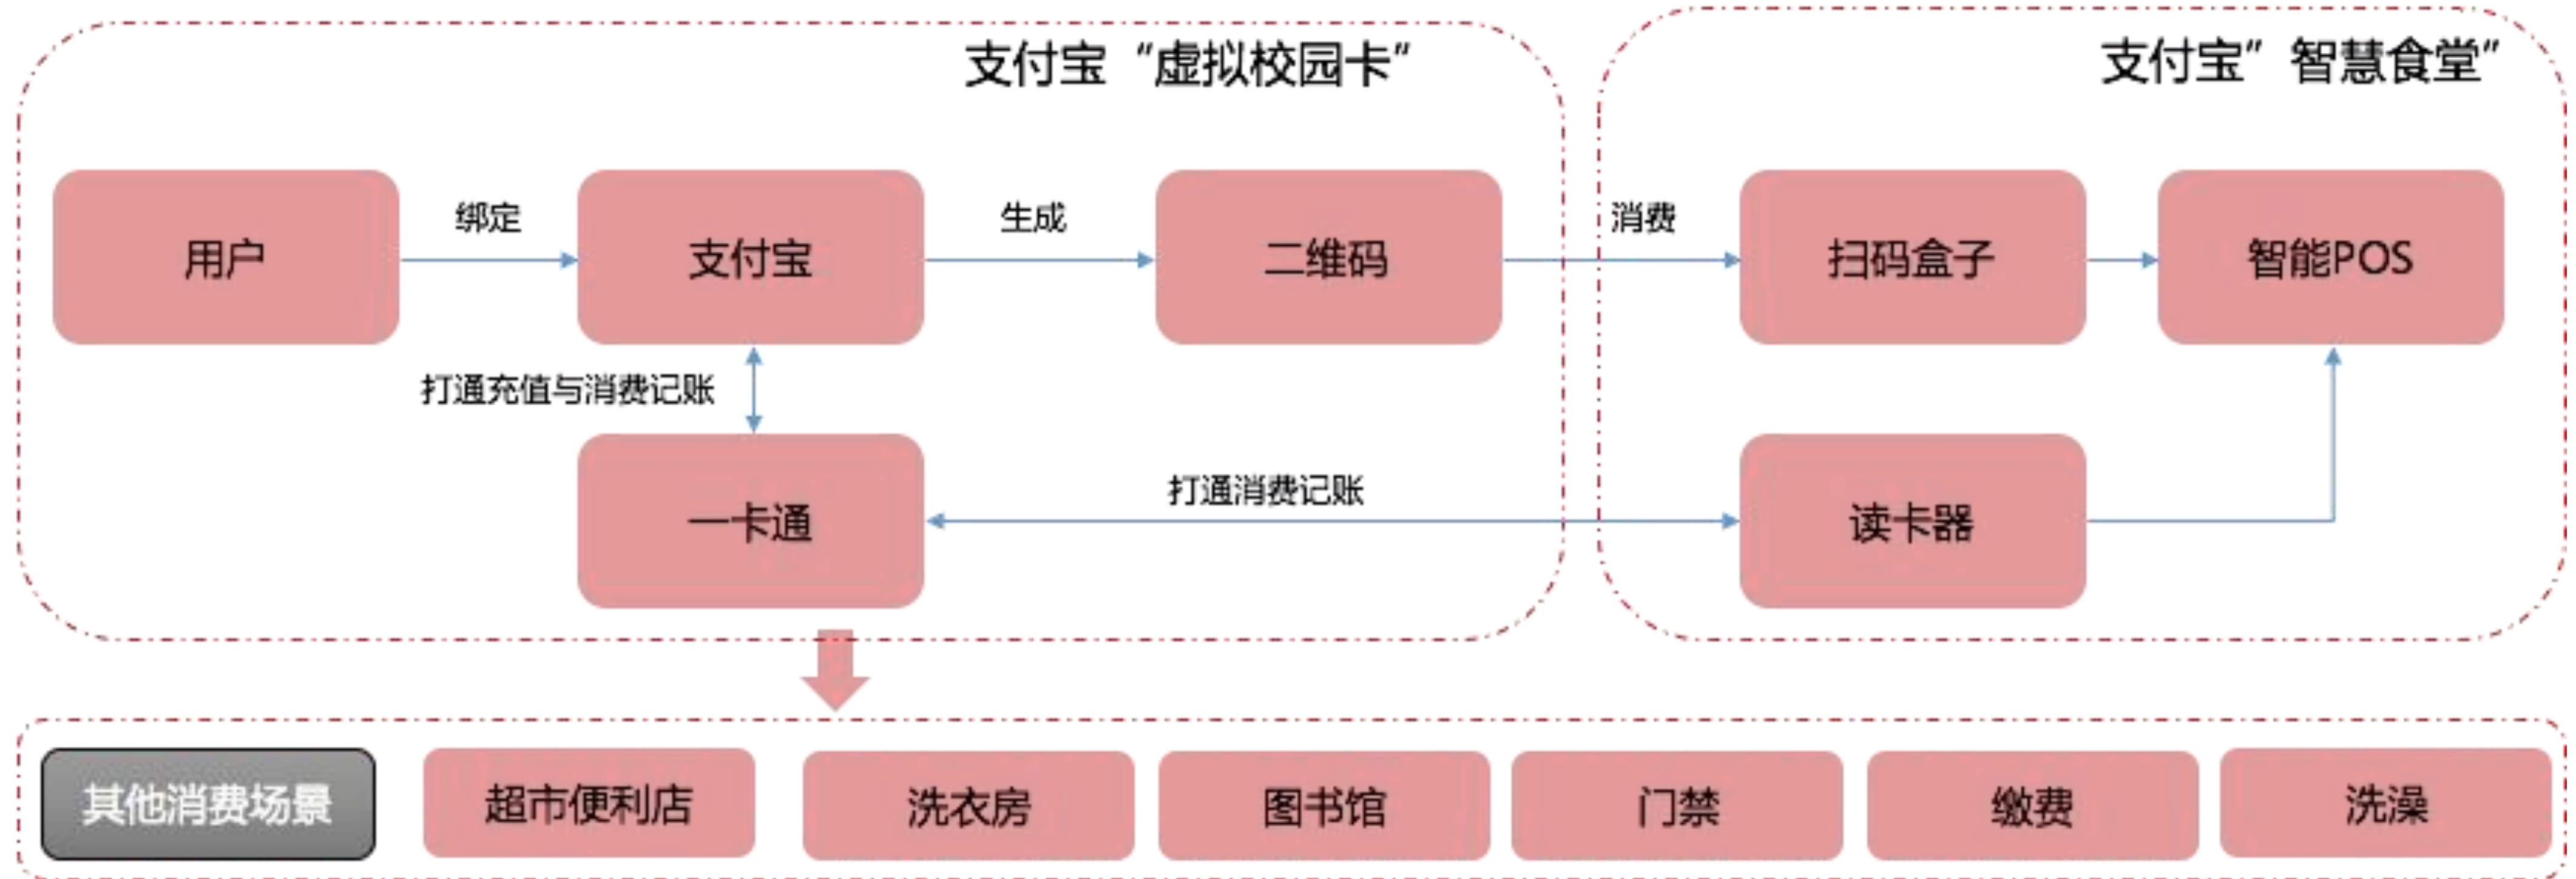 支付宝“虚拟校园卡”
支付宝”智慧食堂”
用户
绑定
支付宝
生成
二维码
消费
扫码盒子
智能POS
打通充值与消费记账
一卡通
打通消费记账
读卡器
其他消费场景
超市便利店
洗衣房
图书馆
门禁
缴费
洗澡